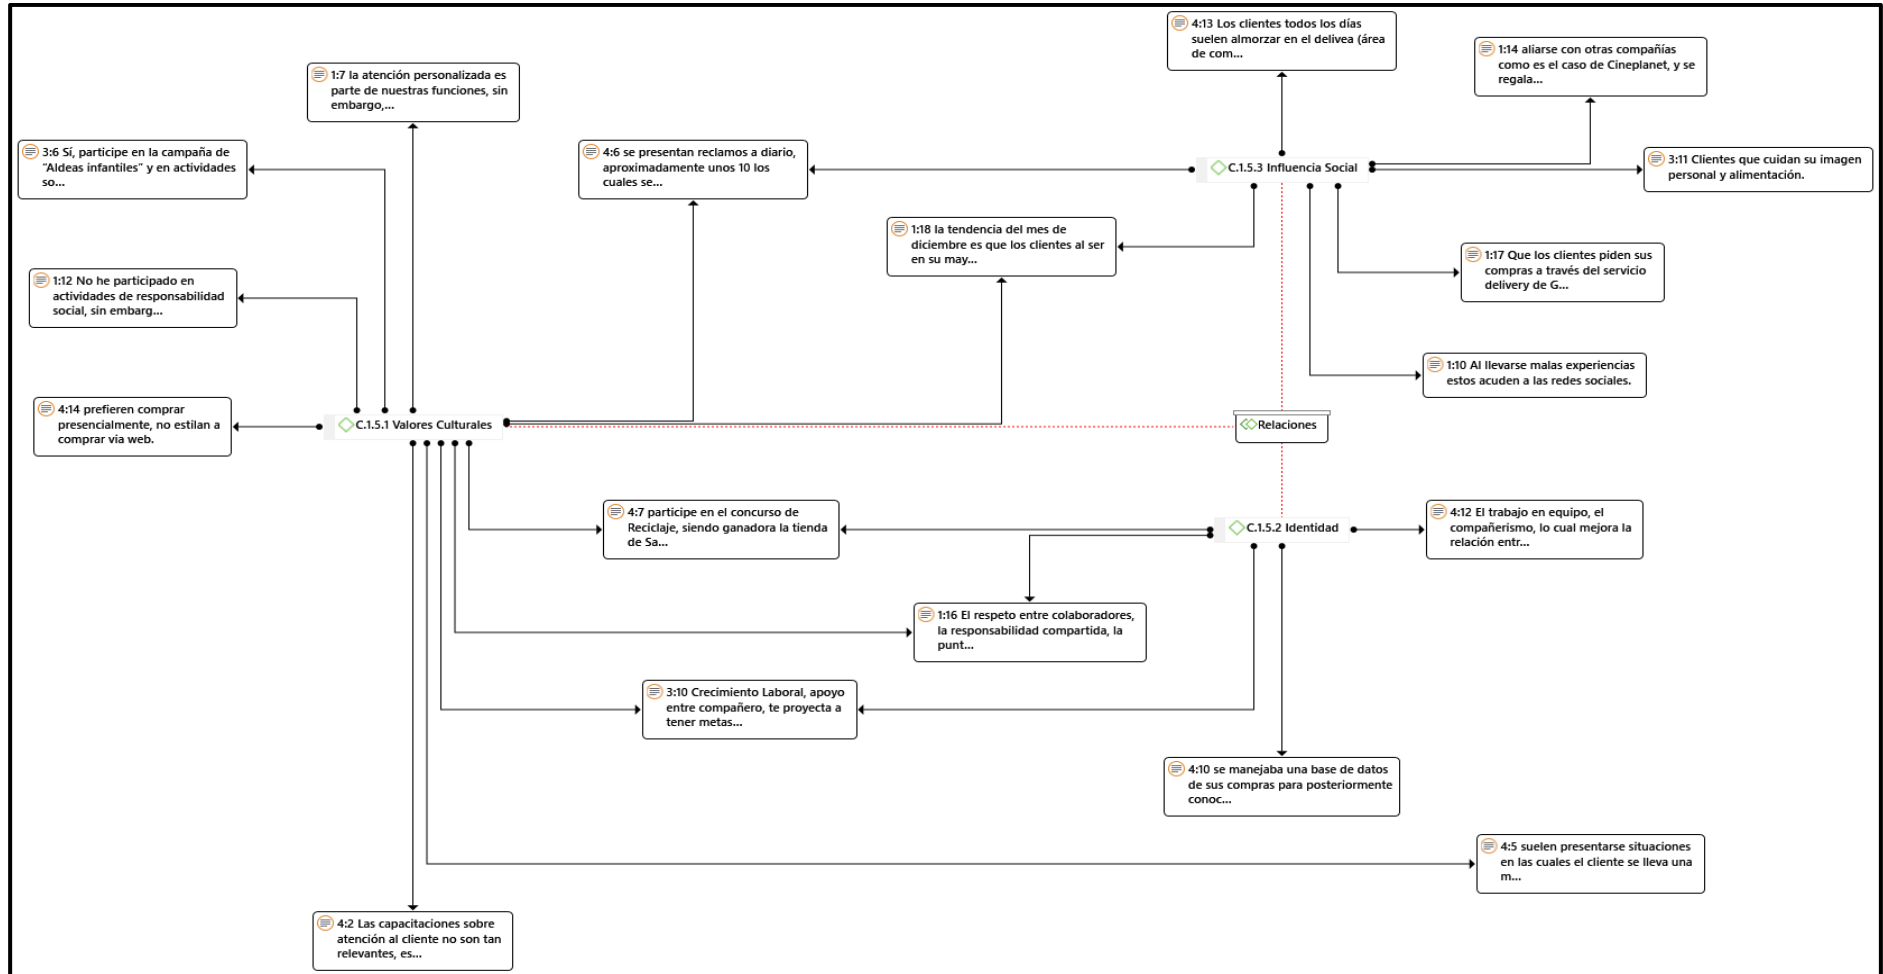 4:13 Los clientes todos los días
suelen almorzar en el delivea (área
de com...
1:14 aliarse con otras compañías
como es el caso de Cineplanet, y se
regala...
1:7 la atención personalizada es
parte de nuestras funciones, sin
embargo,...
3:6 Sí, participe en la campaña de
"Aldeas infantiles" y en actividades
so...
4:6 se presentan reclamos a diario,
aproximadamente unos 10 los
cuales se...
C.1.5.3 Influencia Social
3:11 Clientes que cuidan su imagen
personal y alimentación.
1:18 la tendencia del mes de
diciembre es que los clientes al ser
en su may...
1:12 No he participado en
actividades de responsabilidad
social, sin embarg...
1:17 Que los clientes piden sus
compras a través del servicio
delivery de G...
1:10 Al llevarse malas experiencias
estos acuden a las redes sociales.
4:14 prefieren comprar
presencialmente, no estilan a
comprar via web.
C.1.5.1 Valores Culturales
Relaciones
4:7 participe en el concurso de
Reciclaje, siendo ganadora la tienda
de Sa...
C.1.5.2 Identidad
4:12 El trabajo en equipo, el
compañerismo, lo cual mejora la
relación entr...
1:16 El respeto entre colaboradores,
la responsabilidad compartida, la
punt...
3:10 Crecimiento Laboral, apoyo
entre compañero, te proyecta a
tener metas...
4:10 se manejaba una base de datos
de sus compras para posteriormente
conoc...
4:5 suelen presentarse situaciones
en las cuales el cliente se lleva una
m...
4:2 Las capacitaciones sobre
atención al cliente no son tan
relevantes, es...